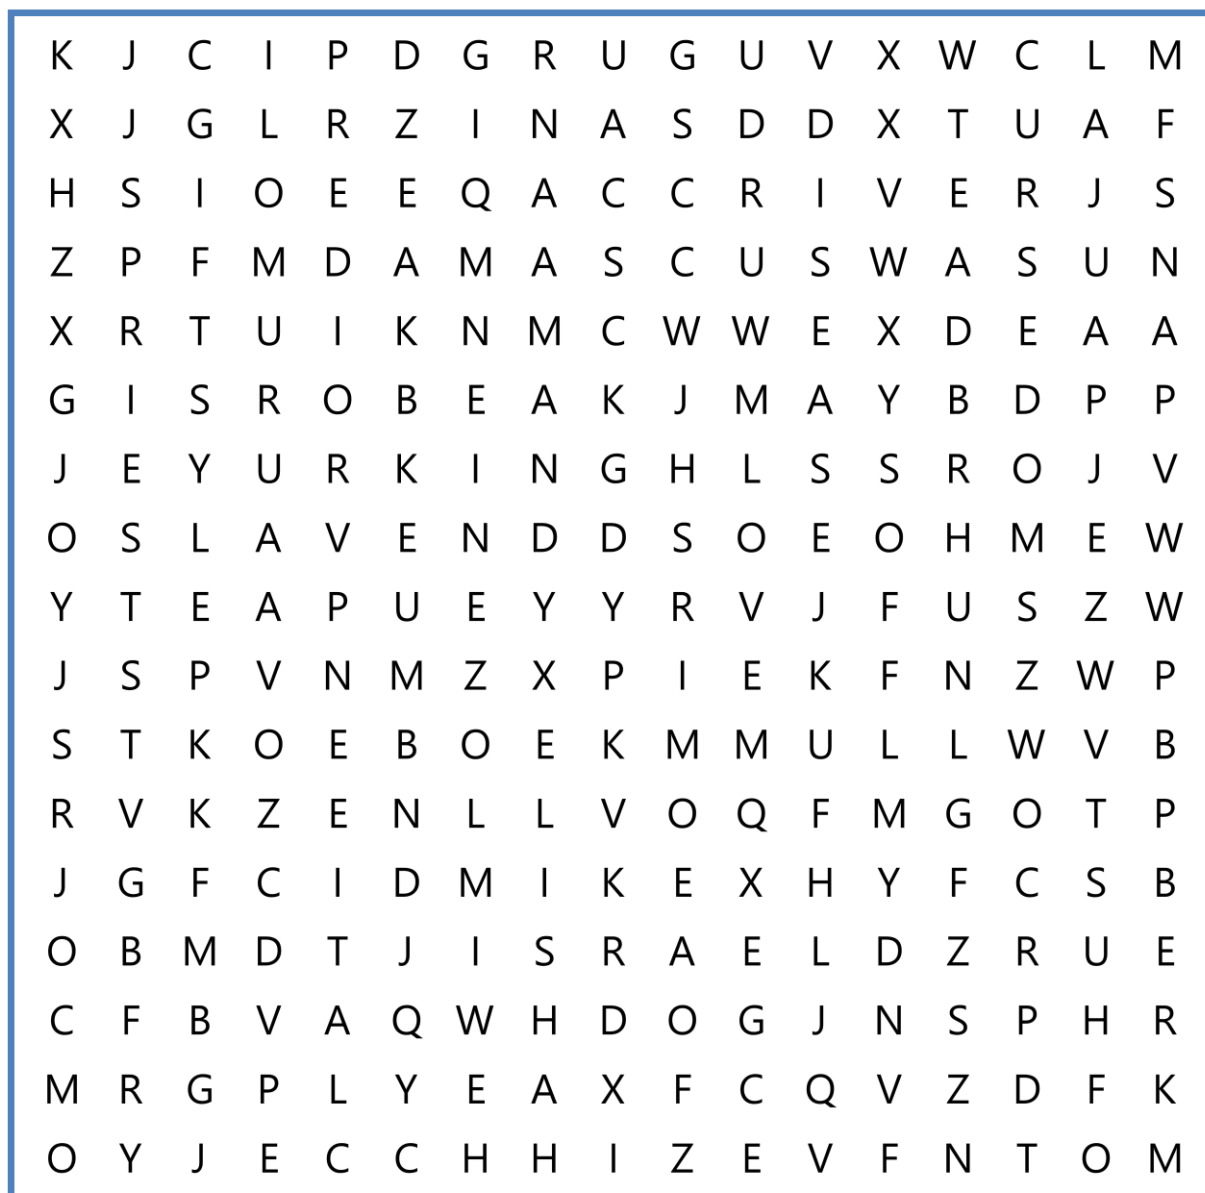 K J C I P D G R U G U V X W C L M
X J G L R Z I N A S D D X T U A F
H S I O E E Q A C C R I V E R J S
Z P F M D A M A S C U S W A S U N
X R T U I K N M C W W E X D E A A
G I S R O B E A K J M A Y B D P P
J E Y U R K I N G H L S S R O J V
O S L A V E N D D S O E O H M E W
Y T E A P U E Y Y R V J F U S Z W
J S P V N M Z X P I E K F N Z W P
S T K O E B O E K M M U L L W V B
R V K Z E N L L V O Q F M G O T P
J G F C I D M I K E X H Y F C S B
O B M D T J I S R A E L D Z R U E
C F B V A Q W H D O G J N S P H R
M R G P L Y E A X F C Q V Z D F K
O Y J E C C H H I Z E V F N T O M